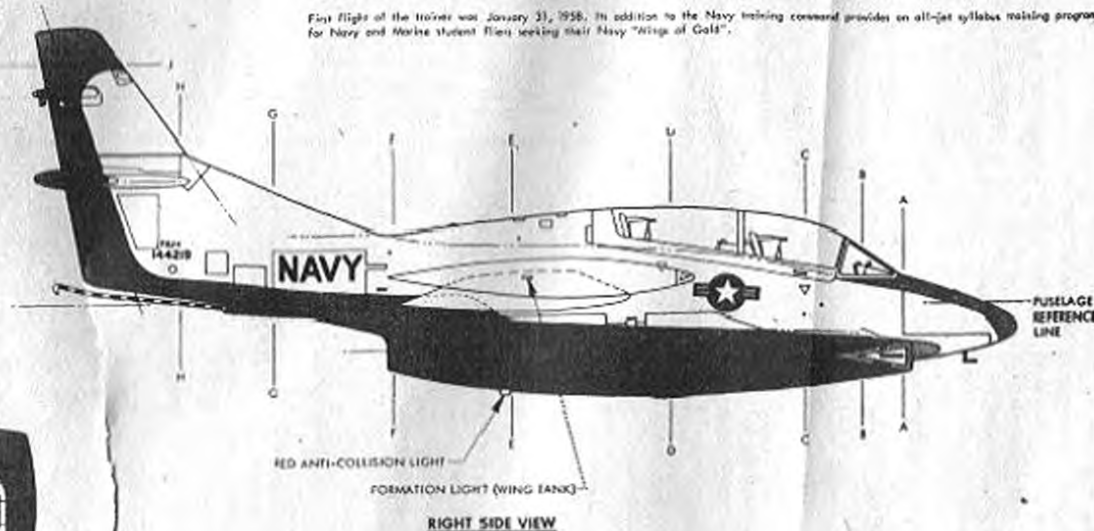 First flight of the trainer was January 31, 1958. Its addition to the Navy training command provides an all-jet syllabus training program
for Navy and Marine student fliers seeking their Navy "Wings of Gold".
J
H
G
F
E
D
C
B
A
144219
NAVY
FUSELAGE
REFERENCE
LINE
H
G
F
E
D
C
B
A
RED ANTI-COLLISION LIGHT
FORMATION LIGHT (WING TANK)
RIGHT SIDE VIEW